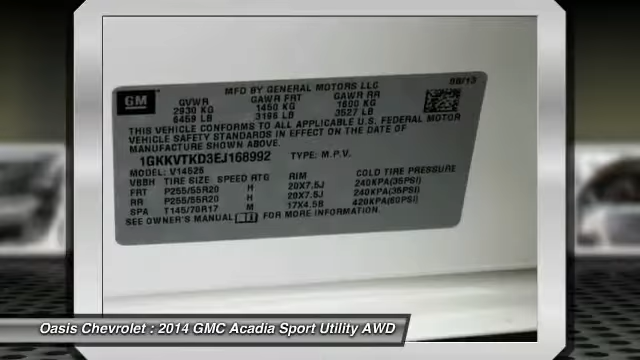 MFD BY GENERAL MOTORS LLC
08/13
GM
GVWR GAWR FRT GAWR RR
2930 KG 1450 KG 1600 KG
6459 LB 3196 LB 3527 LB
THIS VEHICLE CONFORMS TO ALL APPLICABLE U.S. FEDERAL MOTOR
VEHICLE SAFETY STANDARDS IN EFFECT ON THE DATE OF
MANUFACTURE SHOWN ABOVE.
1GKKVTKD3EJ168992 TYPE: M.P.V.
MODEL: V14526
VBBH TIRE SIZE SPEED RTG RIM COLD TIRE PRESSURE
FRT P255/55R20 H 20X7.5J 240KPA(35PSI)
RR P255/55R20 H 20X7.5J 240KPA(35PSI)
SPA T145/70R17 M 17X4.5B 420KPA(60PSI)
SEE OWNER'S MANUAL FOR MORE INFORMATION.
Oasis Chevrolet : 2014 GMC Acadia Sport Utility AWD